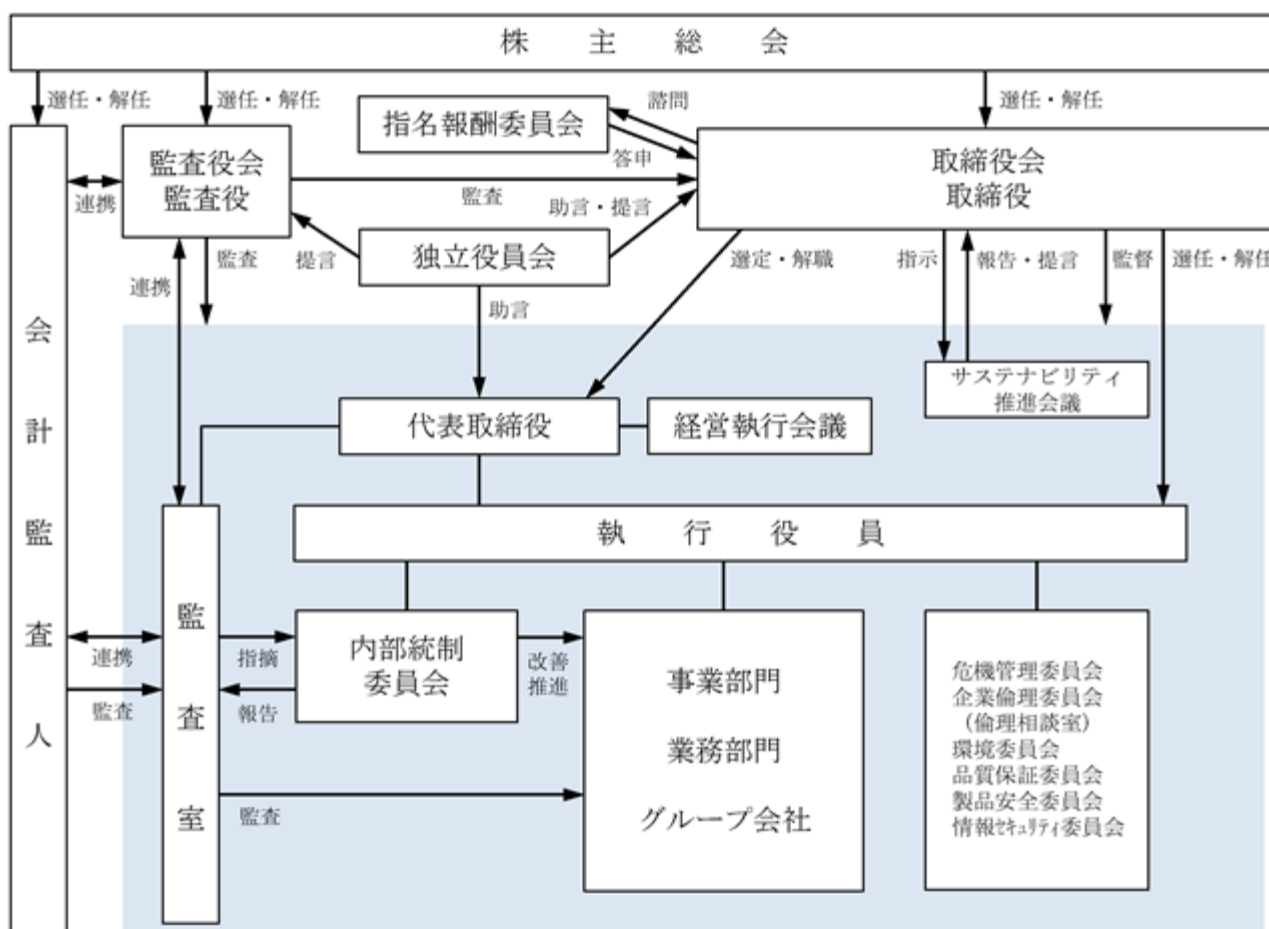 株主総会
選任・解任
選任・解任
選任・解任
諮問
指名報酬委員会
答申
監査役会
監査役
取締役会
取締役
連携
監査
助言・提言
独立役員会
提言
監査
連携
選定・解職
指示
報告・提言
監督
選任・解任
助言
会計監査人
サステナビリティ
推進会議
代表取締役
経営執行会議
執行役員
監査室
内部統制
委員会
連携
指摘
改善
推進
監査
報告
監査
事業部門
業務部門
グループ会社
危機管理委員会
企業倫理委員会
（倫理相談室）
環境委員会
品質保証委員会
製品安全委員会
情報ｾｷｭﾘﾃｨ委員会